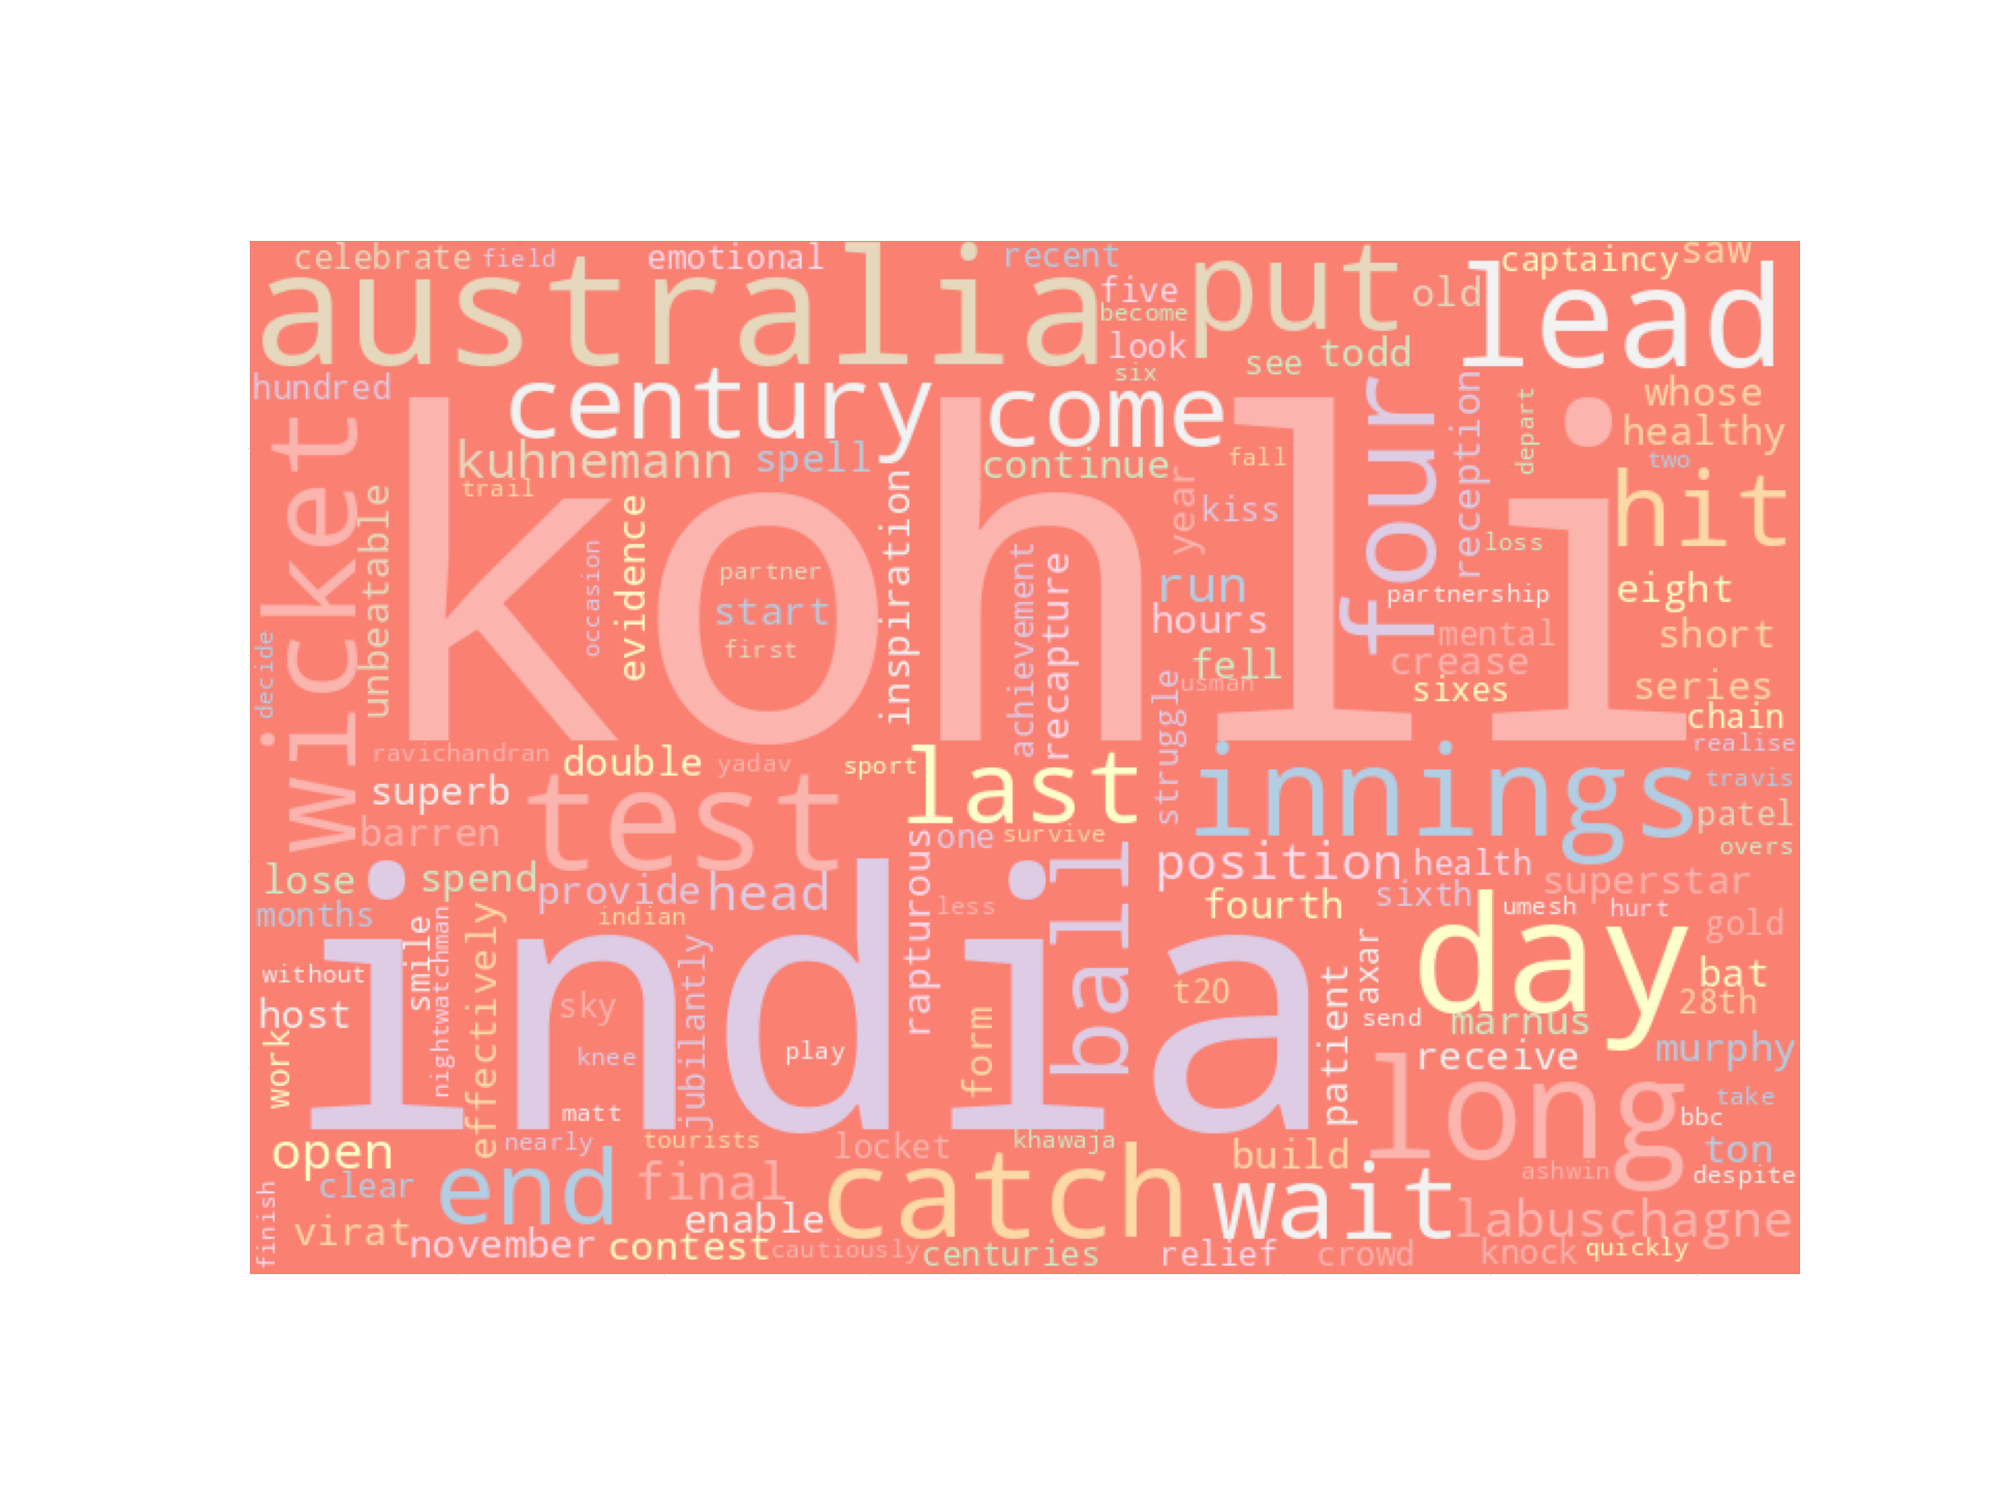 celebrate
field
emotional
recent
captaincy
saw
australia
put
lead
five
old
become
look
see
todd
six
hundred
century
come
four
reception
depart
whose
healthy
wicket
kohli
kuhnemann
spell
continue
fall
two
trail
unbeatable
evidence
inspiration
year
kiss
hit
loss
occasion
partner
achievement
recapture
run
partnership
eight
start
hours
mental
short
decide
first
fell
crease
usman
sixes
series
struggle
chain
ravichandran
double
yadav
sport
last
innings
realise
superb
test
travis
patel
barren
rapturous
one
survive
overs
lose
spend
provide
head
ball
position
health
sixth
superstar
months
indian
less
fourth
umesh
hurt
gold
india
day
without
smile
nightwatchman
effectively
jubilantly
sky
t20
axar
patient
bat
28th
host
form
send
marnus
work
knee
play
receive
murphy
long
matt
take
bbc
open
nearly
tourists
locket
khawaja
build
ton
clear
end
final
catch
wait
ashwin
despite
finish
virat
november
enable
contest
cautiously
centuries
relief
crowd
labuschagne
knock
quickly